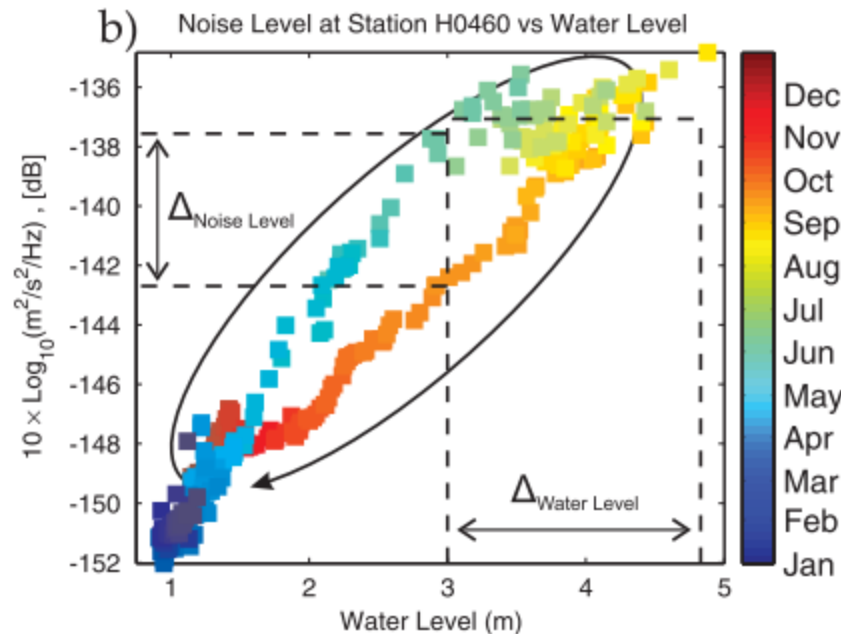 b)
Noise Level at Station H0460 vs Water Level
10 × Log10(m2/s2/Hz) , [dB]
-136
-138
-140
-142
-144
-146
-148
-150
-152
ΔNoise Level
ΔWater Level
1 2 3 4 5
Water Level (m)
Dec
Nov
Oct
Sep
Aug
Jul
Jun
May
Apr
Mar
Feb
Jan